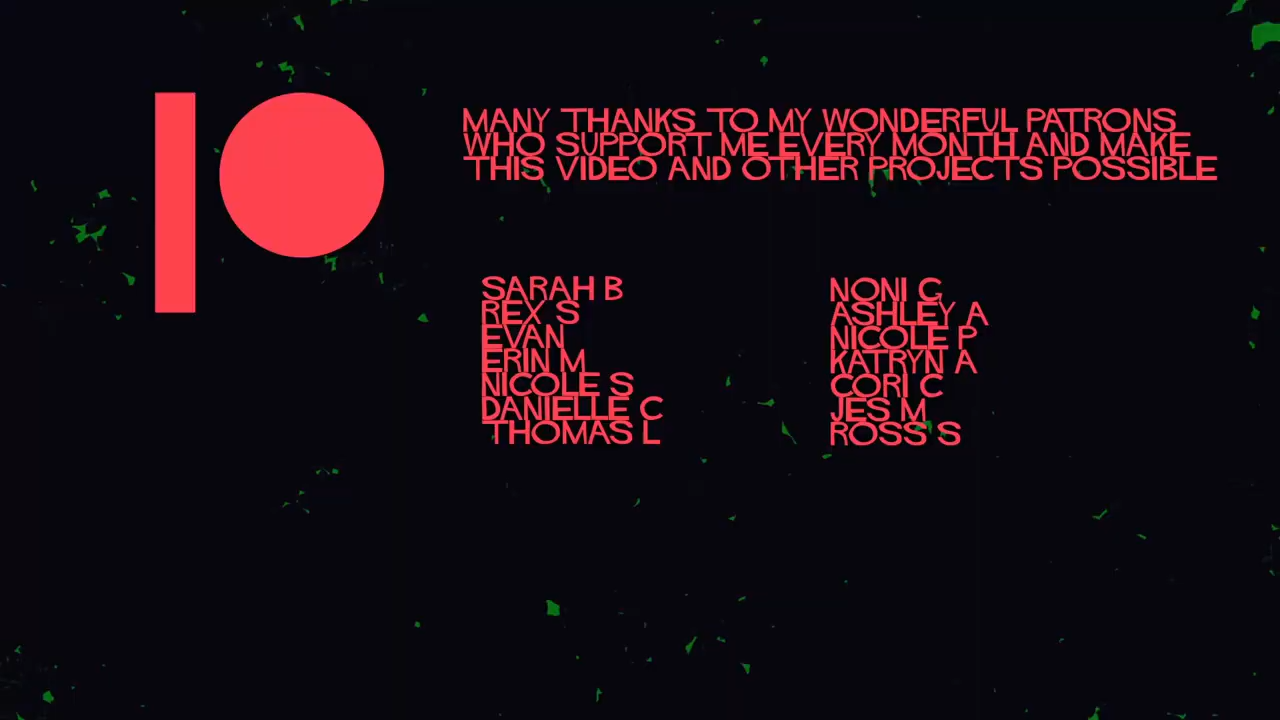 MANY THANKS TO MY WONDERFUL PATRONS
WHO SUPPORT ME EVERY MONTH AND MAKE
THIS VIDEO AND OTHER PROJECTS POSSIBLE
SARAH B
REX S
EVAN
ERIN M
NICOLE S
DANIELLE C
THOMAS L
NONI G
ASHLEY A
NICOLE P
KATRYN A
CORI C
JES M
ROSS S